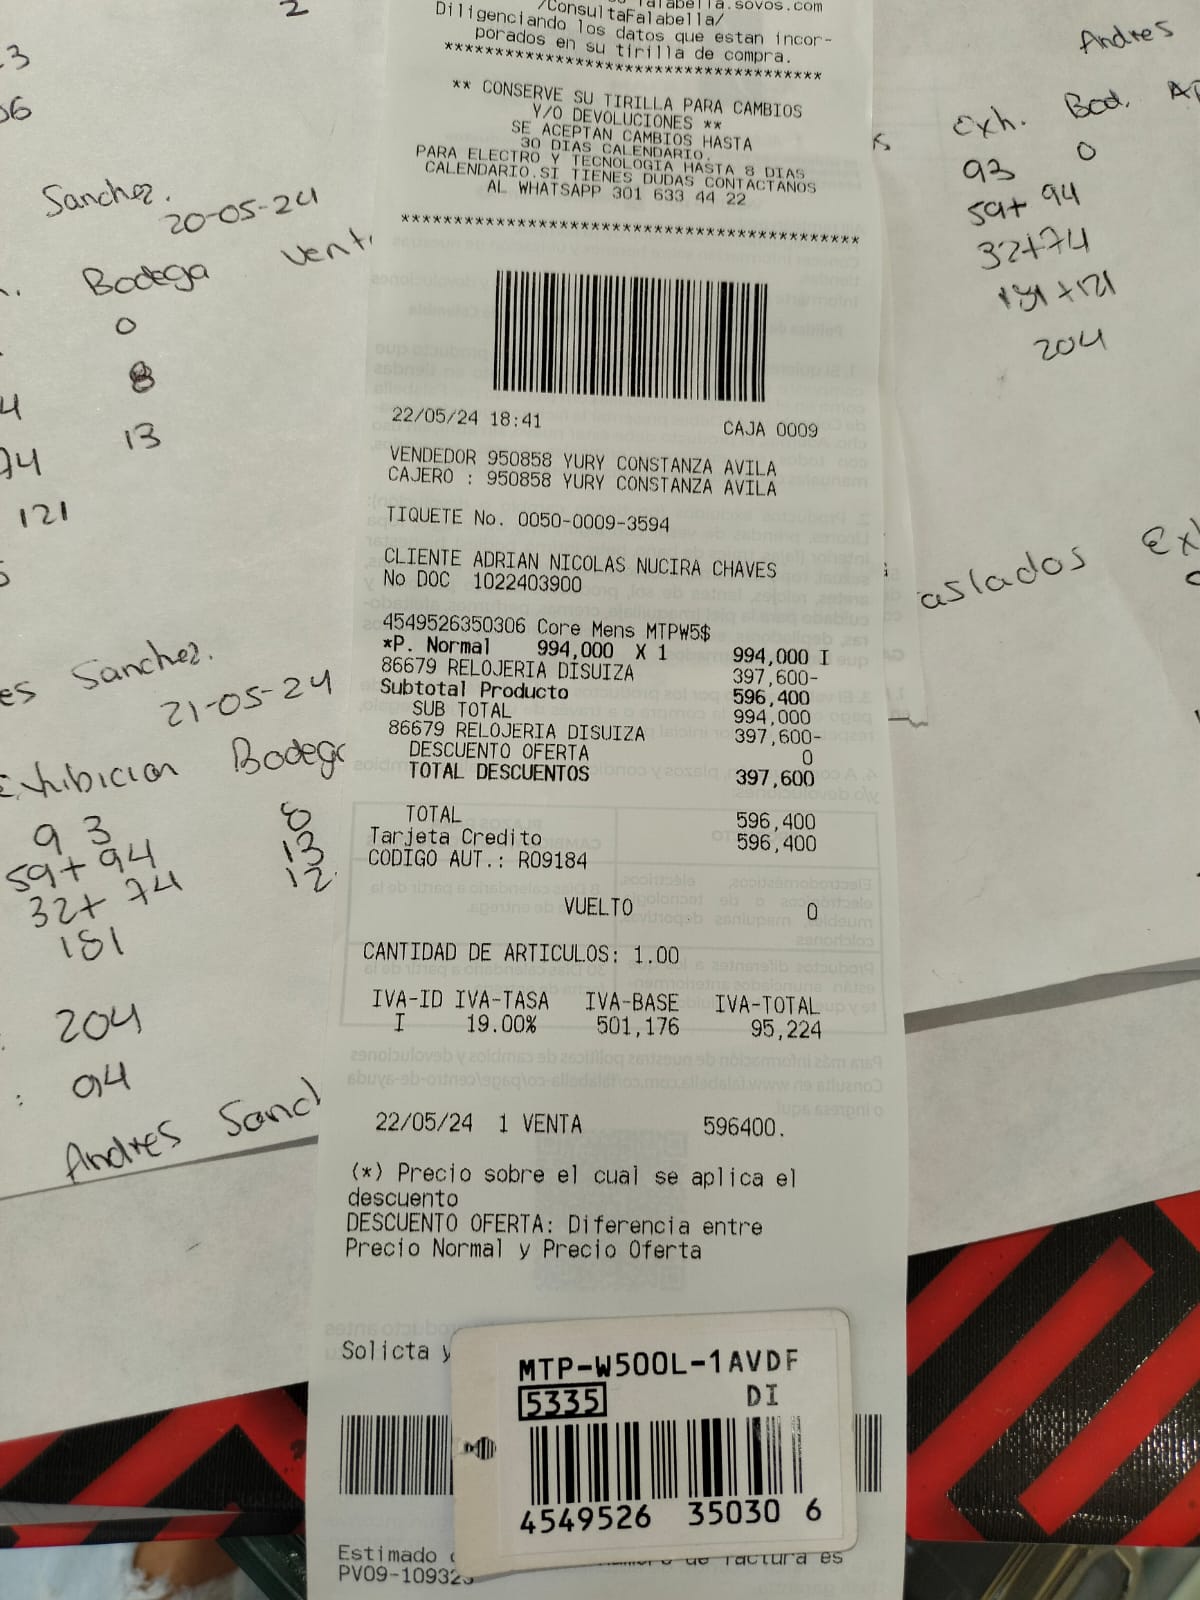 /ConsultaFalabella/
Diligenciando los datos que estan incor-
porados en su tirilla de compra.
****************************************
** CONSERVE SU TIRILLA PARA CAMBIOS
Y/O DEVOLUCIONES **
SE ACEPTAN CAMBIOS HASTA
30 DIAS CALENDARIO.
PARA ELECTRO Y TECNOLOGIA HASTA 8 DIAS
CALENDARIO.SI TIENES DUDAS CONTACTANOS
AL WHATSAPP 301 633 44 22
****************************************
22/05/24 18:41 CAJA 0009
VENDEDOR 950858 YURY CONSTANZA AVILA
CAJERO : 950858 YURY CONSTANZA AVILA
TIQUETE No. 0050-0009-3594
CLIENTE ADRIAN NICOLAS NUCIRA CHAVES
No DOC 1022403900
4549526350306 Core Mens MTPW5$
*P. Normal 994,000 X 1 994,000 I
86679 RELOJERIA DISUIZA 397,600-
Subtotal Producto 596,400
SUB TOTAL 994,000
86679 RELOJERIA DISUIZA 397,600-
DESCUENTO OFERTA 0
TOTAL DESCUENTOS 397,600
TOTAL 596,400
Tarjeta Credito 596,400
CODIGO AUT.: R09184
VUELTO 0
CANTIDAD DE ARTICULOS: 1.00
IVA-ID IVA-TASA IVA-BASE IVA-TOTAL
I 19.00% 501,176 95,224
22/05/24 1 VENTA 596400.
(*) Precio sobre el cual se aplica el
descuento
DESCUENTO OFERTA: Diferencia entre
Precio Normal y Precio Oferta
Solicta y
MTP-W500L-1AVDF
5335 DI
4549526 35030 6
Estimado
factura es
PV09-10932
Sanchez.
20-05-24
Bodega
0
8
13
121
Sanchez.
21-05-24
Exhibicion Bodega
93 8
59+ 94 13
32+ 74 12
181
204
94
Andres
Andres
Exh. Bod.
93 0
59+ 94
32+74
181+121
204